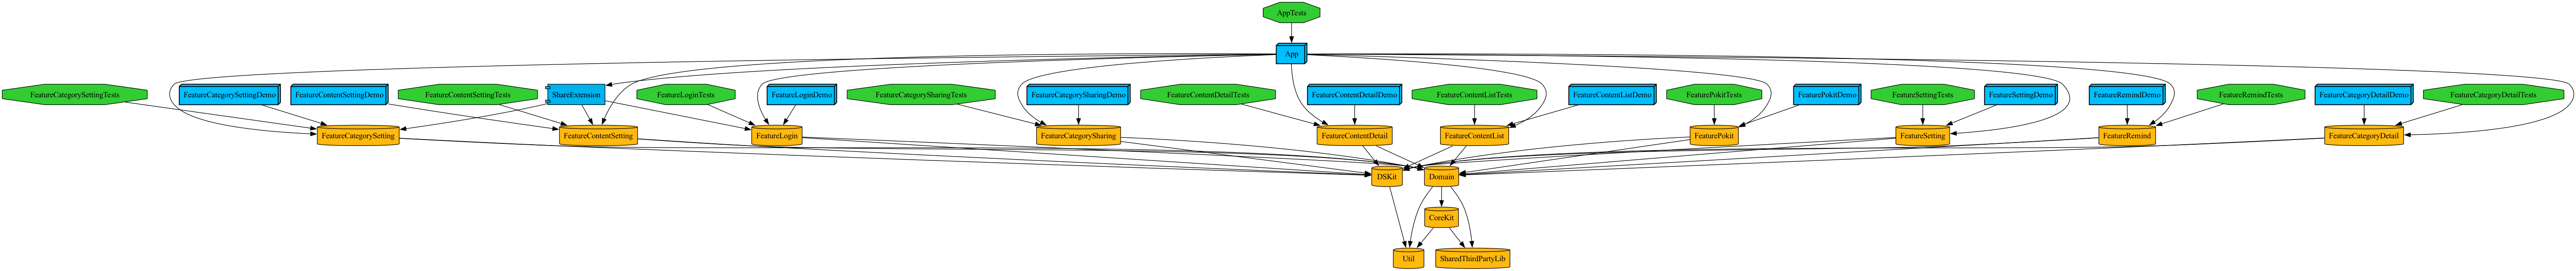 AppTests
App
FeatureCategorySettingTests
FeatureCategorySettingDemo
FeatureContentSettingDemo
FeatureContentSettingTests
ShareExtension
FeatureLoginTests
FeatureLoginDemo
FeatureCategorySharingTests
FeatureCategorySharingDemo
FeatureContentDetailTests
FeatureContentDetailDemo
FeatureContentListTests
FeatureContentListDemo
FeaturePokitTests
FeaturePokitDemo
FeatureSettingTests
FeatureSettingDemo
FeatureRemindDemo
FeatureRemindTests
FeatureCategoryDetailDemo
FeatureCategoryDetailTests
FeatureCategorySetting
FeatureContentSetting
FeatureLogin
FeatureCategorySharing
FeatureContentDetail
FeatureContentList
FeaturePokit
FeatureSetting
FeatureRemind
FeatureCategoryDetail
DSKit
Domain
CoreKit
Util
SharedThirdPartyLib